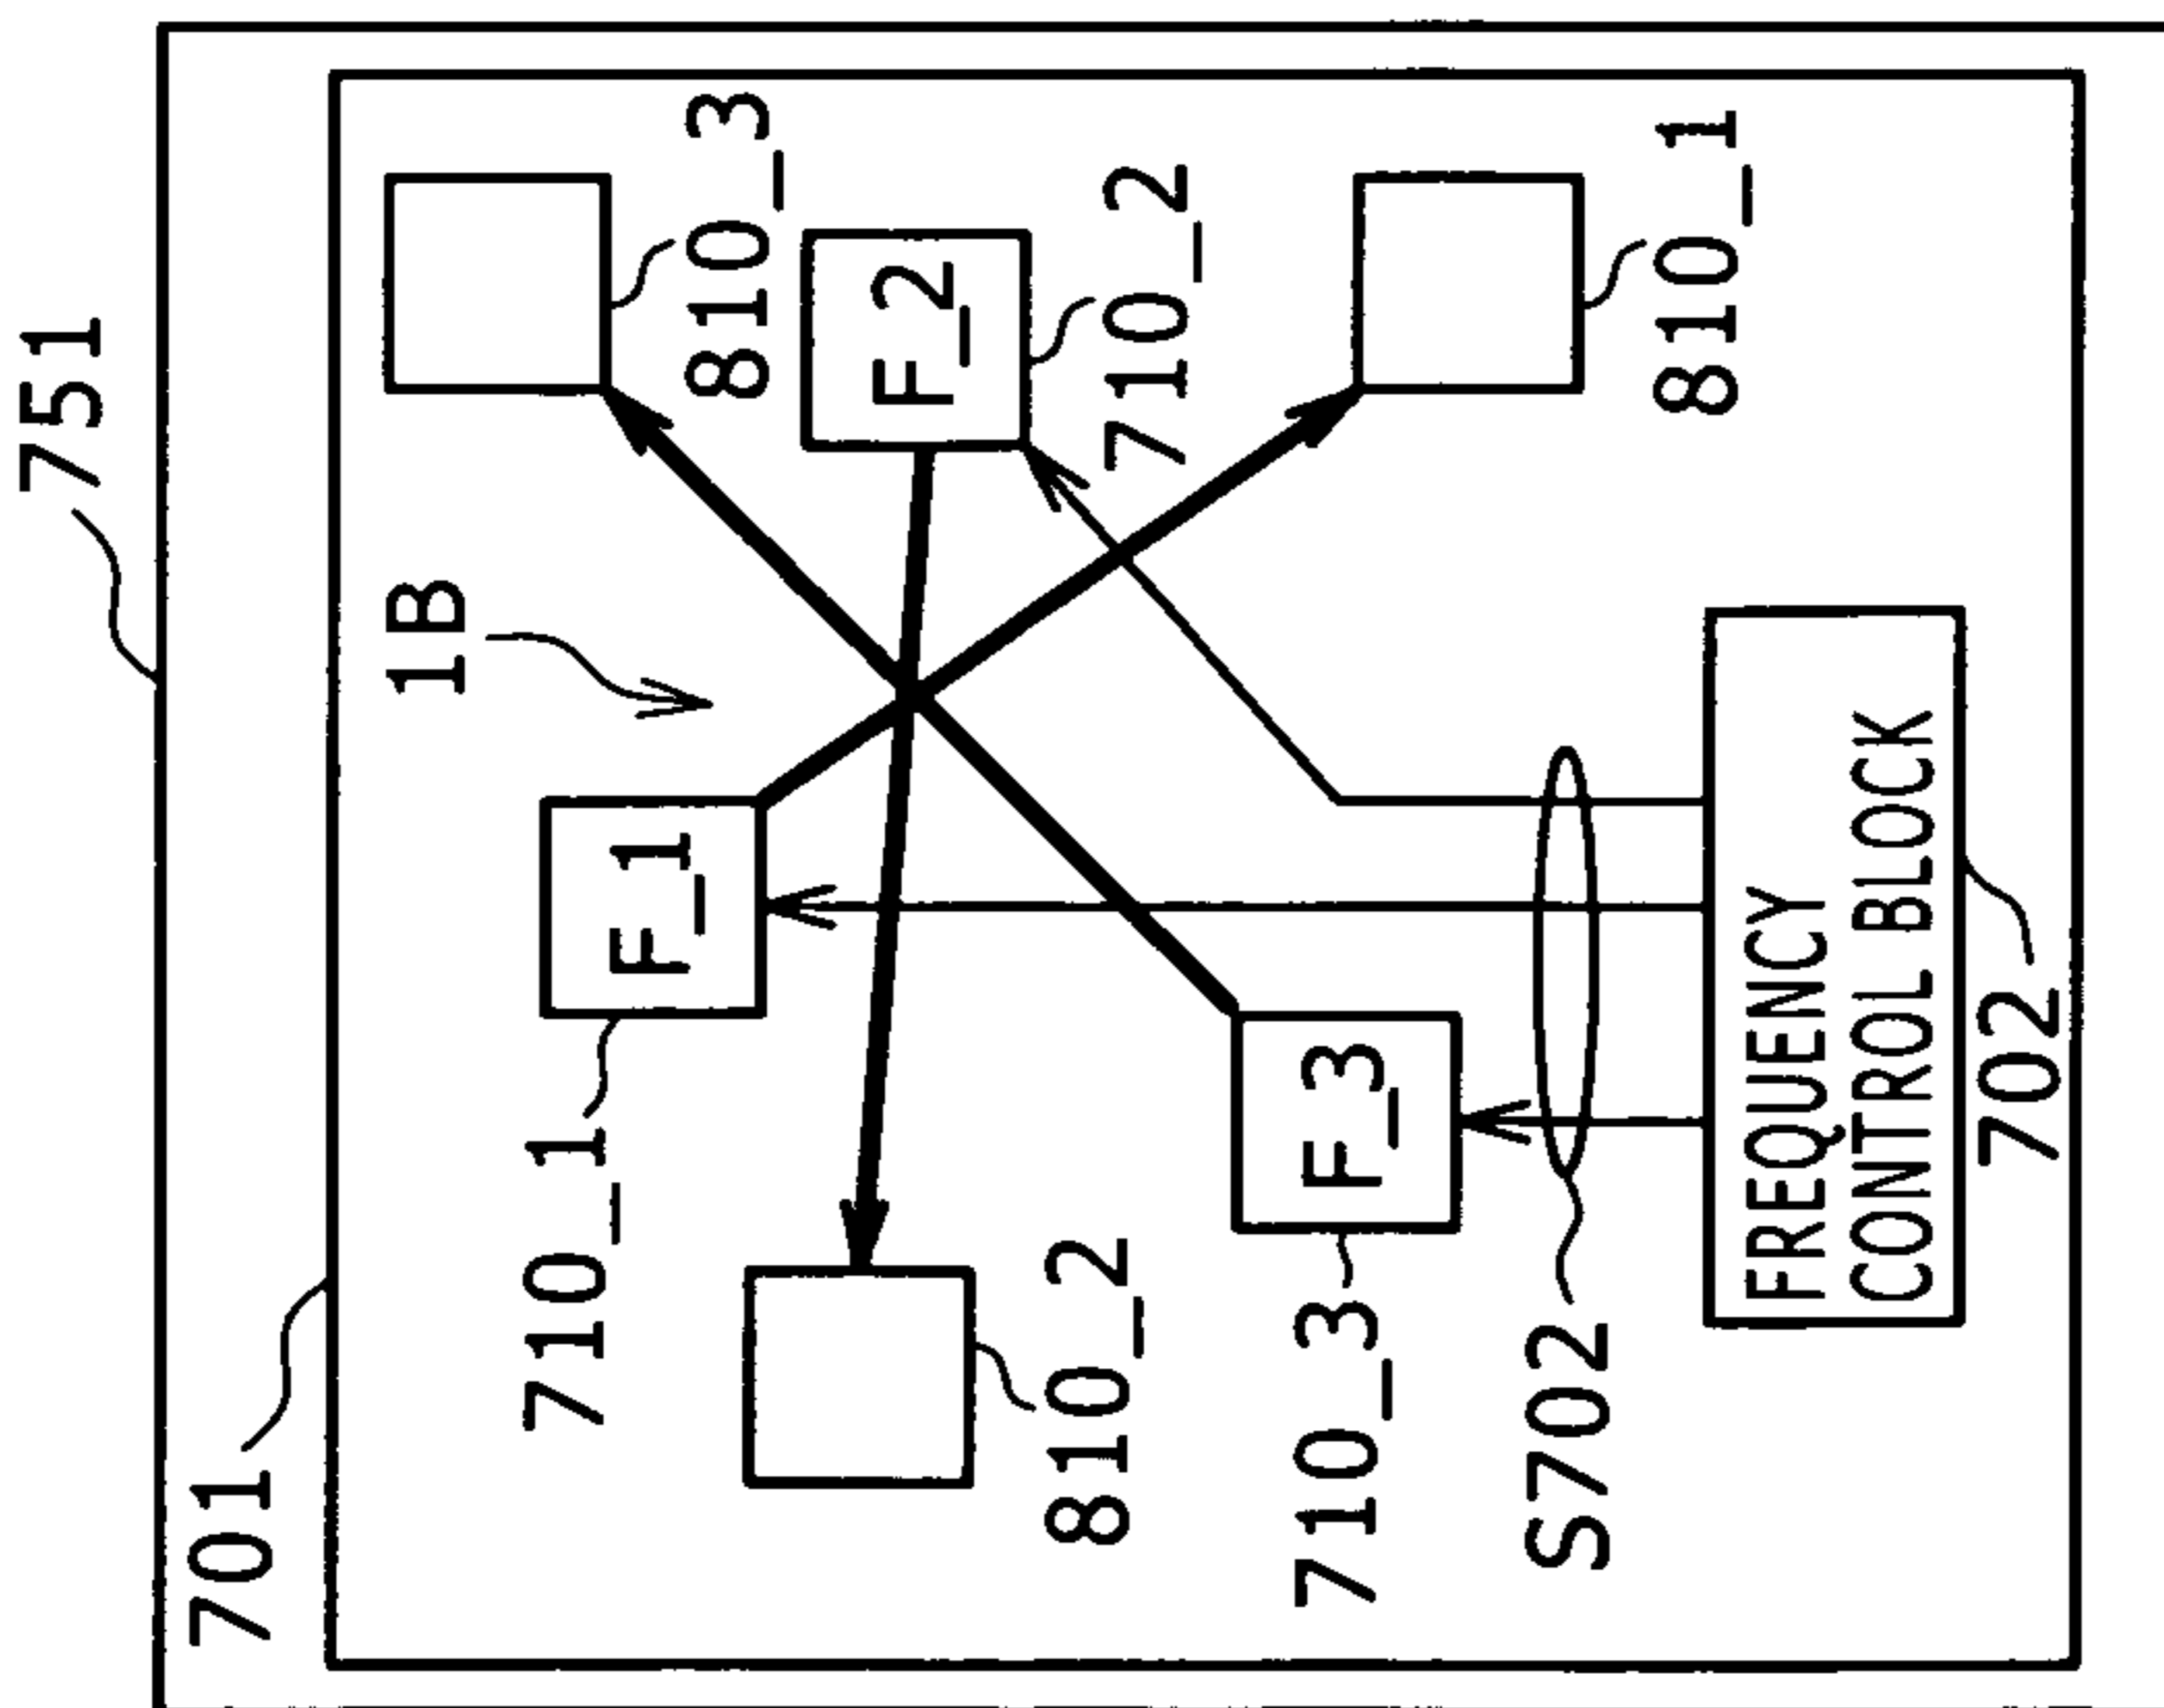 751
701
1B
810_3
F_1
710_1
F_2
710_2
810_2
F_3
710_3
810_1
S702
FREQUENCY
CONTROL BLOCK
702